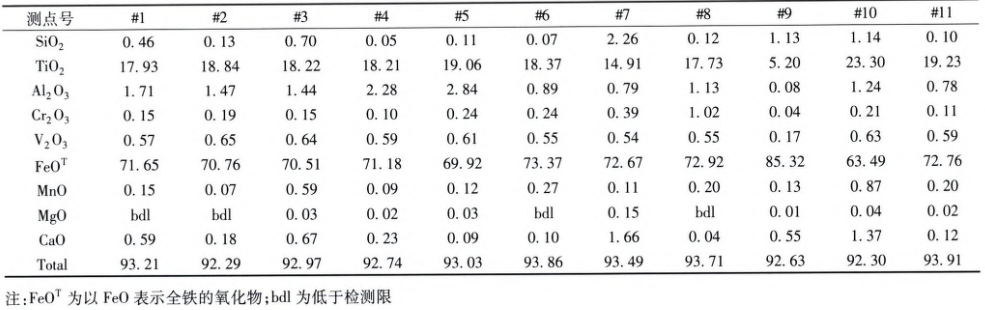 测点号 #1 #2 #3 #4 #5 #6 #7 #8 #9 #10 #11
SiO₂ 0.46 0.13 0.70 0.05 0.11 0.07 2.26 0.12 1.13 1.14 0.10
TiO₂ 17.93 18.84 18.22 18.21 19.06 18.37 14.91 17.73 5.20 23.30 19.23
Al₂O₃ 1.71 1.47 1.44 2.28 2.84 0.89 0.79 1.13 0.08 1.24 0.78
Cr₂O₃ 0.15 0.19 0.15 0.10 0.24 0.24 0.39 1.02 0.04 0.21 0.11
V₂O₃ 0.57 0.65 0.64 0.59 0.61 0.55 0.54 0.55 0.17 0.63 0.59
FeOᵀ 71.65 70.76 70.51 71.18 69.92 73.37 72.67 72.92 85.32 63.49 72.76
MnO 0.15 0.07 0.59 0.09 0.12 0.27 0.11 0.20 0.13 0.87 0.20
MgO bdl bdl 0.03 0.02 0.03 bdl 0.15 bdl 0.01 0.04 0.02
CaO 0.59 0.18 0.67 0.23 0.09 0.10 1.66 0.04 0.55 1.37 0.12
Total 93.21 92.29 92.97 92.74 93.03 93.86 93.49 93.71 92.63 92.30 93.91
注:FeOᵀ 为以 FeO 表示全铁的氧化物;bdl 为低于检测限